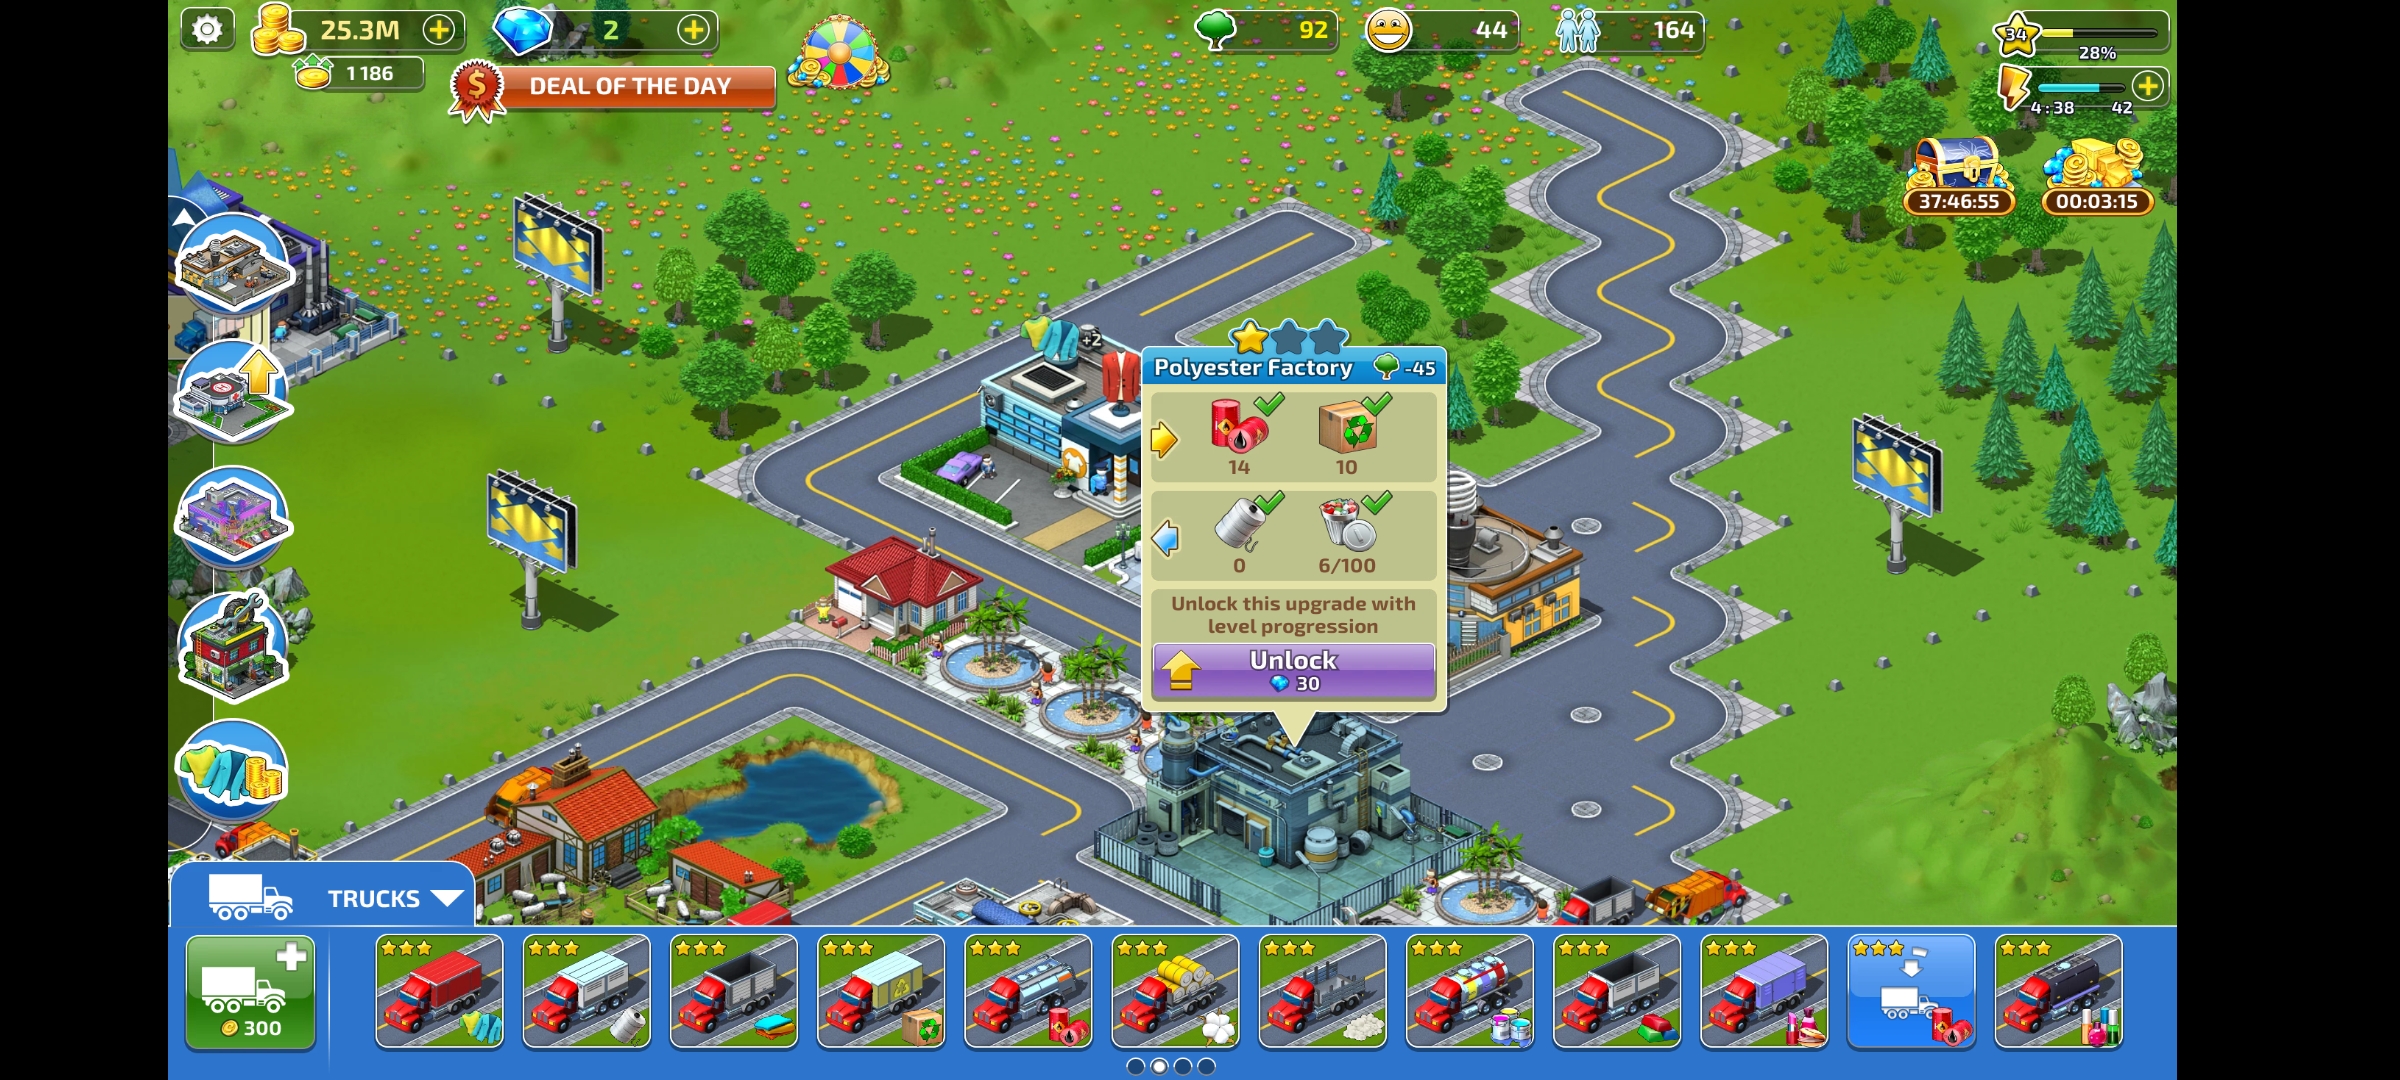 25.3M
2
92
44
164
34
28%
1 186
DEAL OF THE DAY
4:38
42
37:46:55
00:03:15
+2
Polyester Factory
-45
14
10
0
6/100
Unlock this upgrade with
level progression
Unlock
30
TRUCKS
300